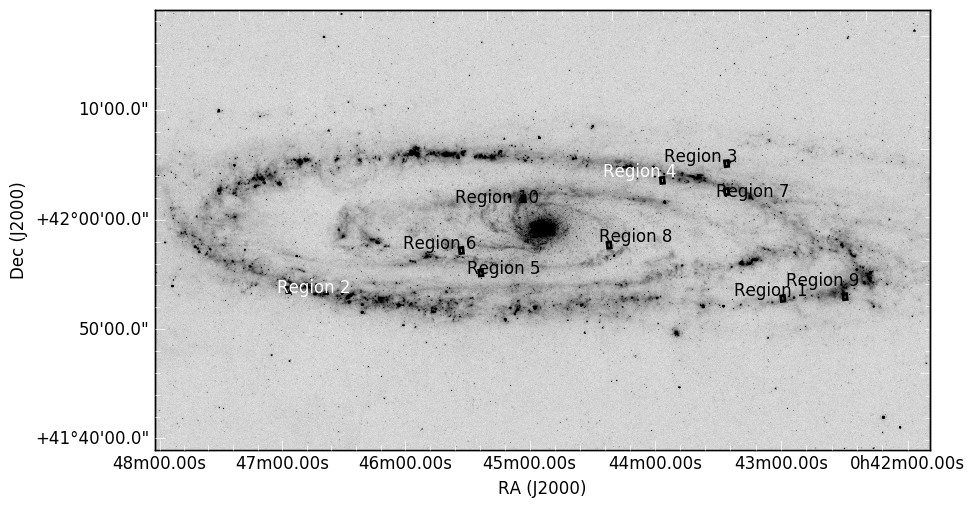 10'00.0"
Region 3
Region 4
Region 7
Region 10
+42°00'00.0"
Region 8
Region 6
Region 5
Region 9
Region 2
Region 1
50'00.0"
+41°40'00.0"
48m00.00s 47m00.00s 46m00.00s 45m00.00s 44m00.00s 43m00.00s 0h42m00.00s
RA (J2000)
Dec (J2000)